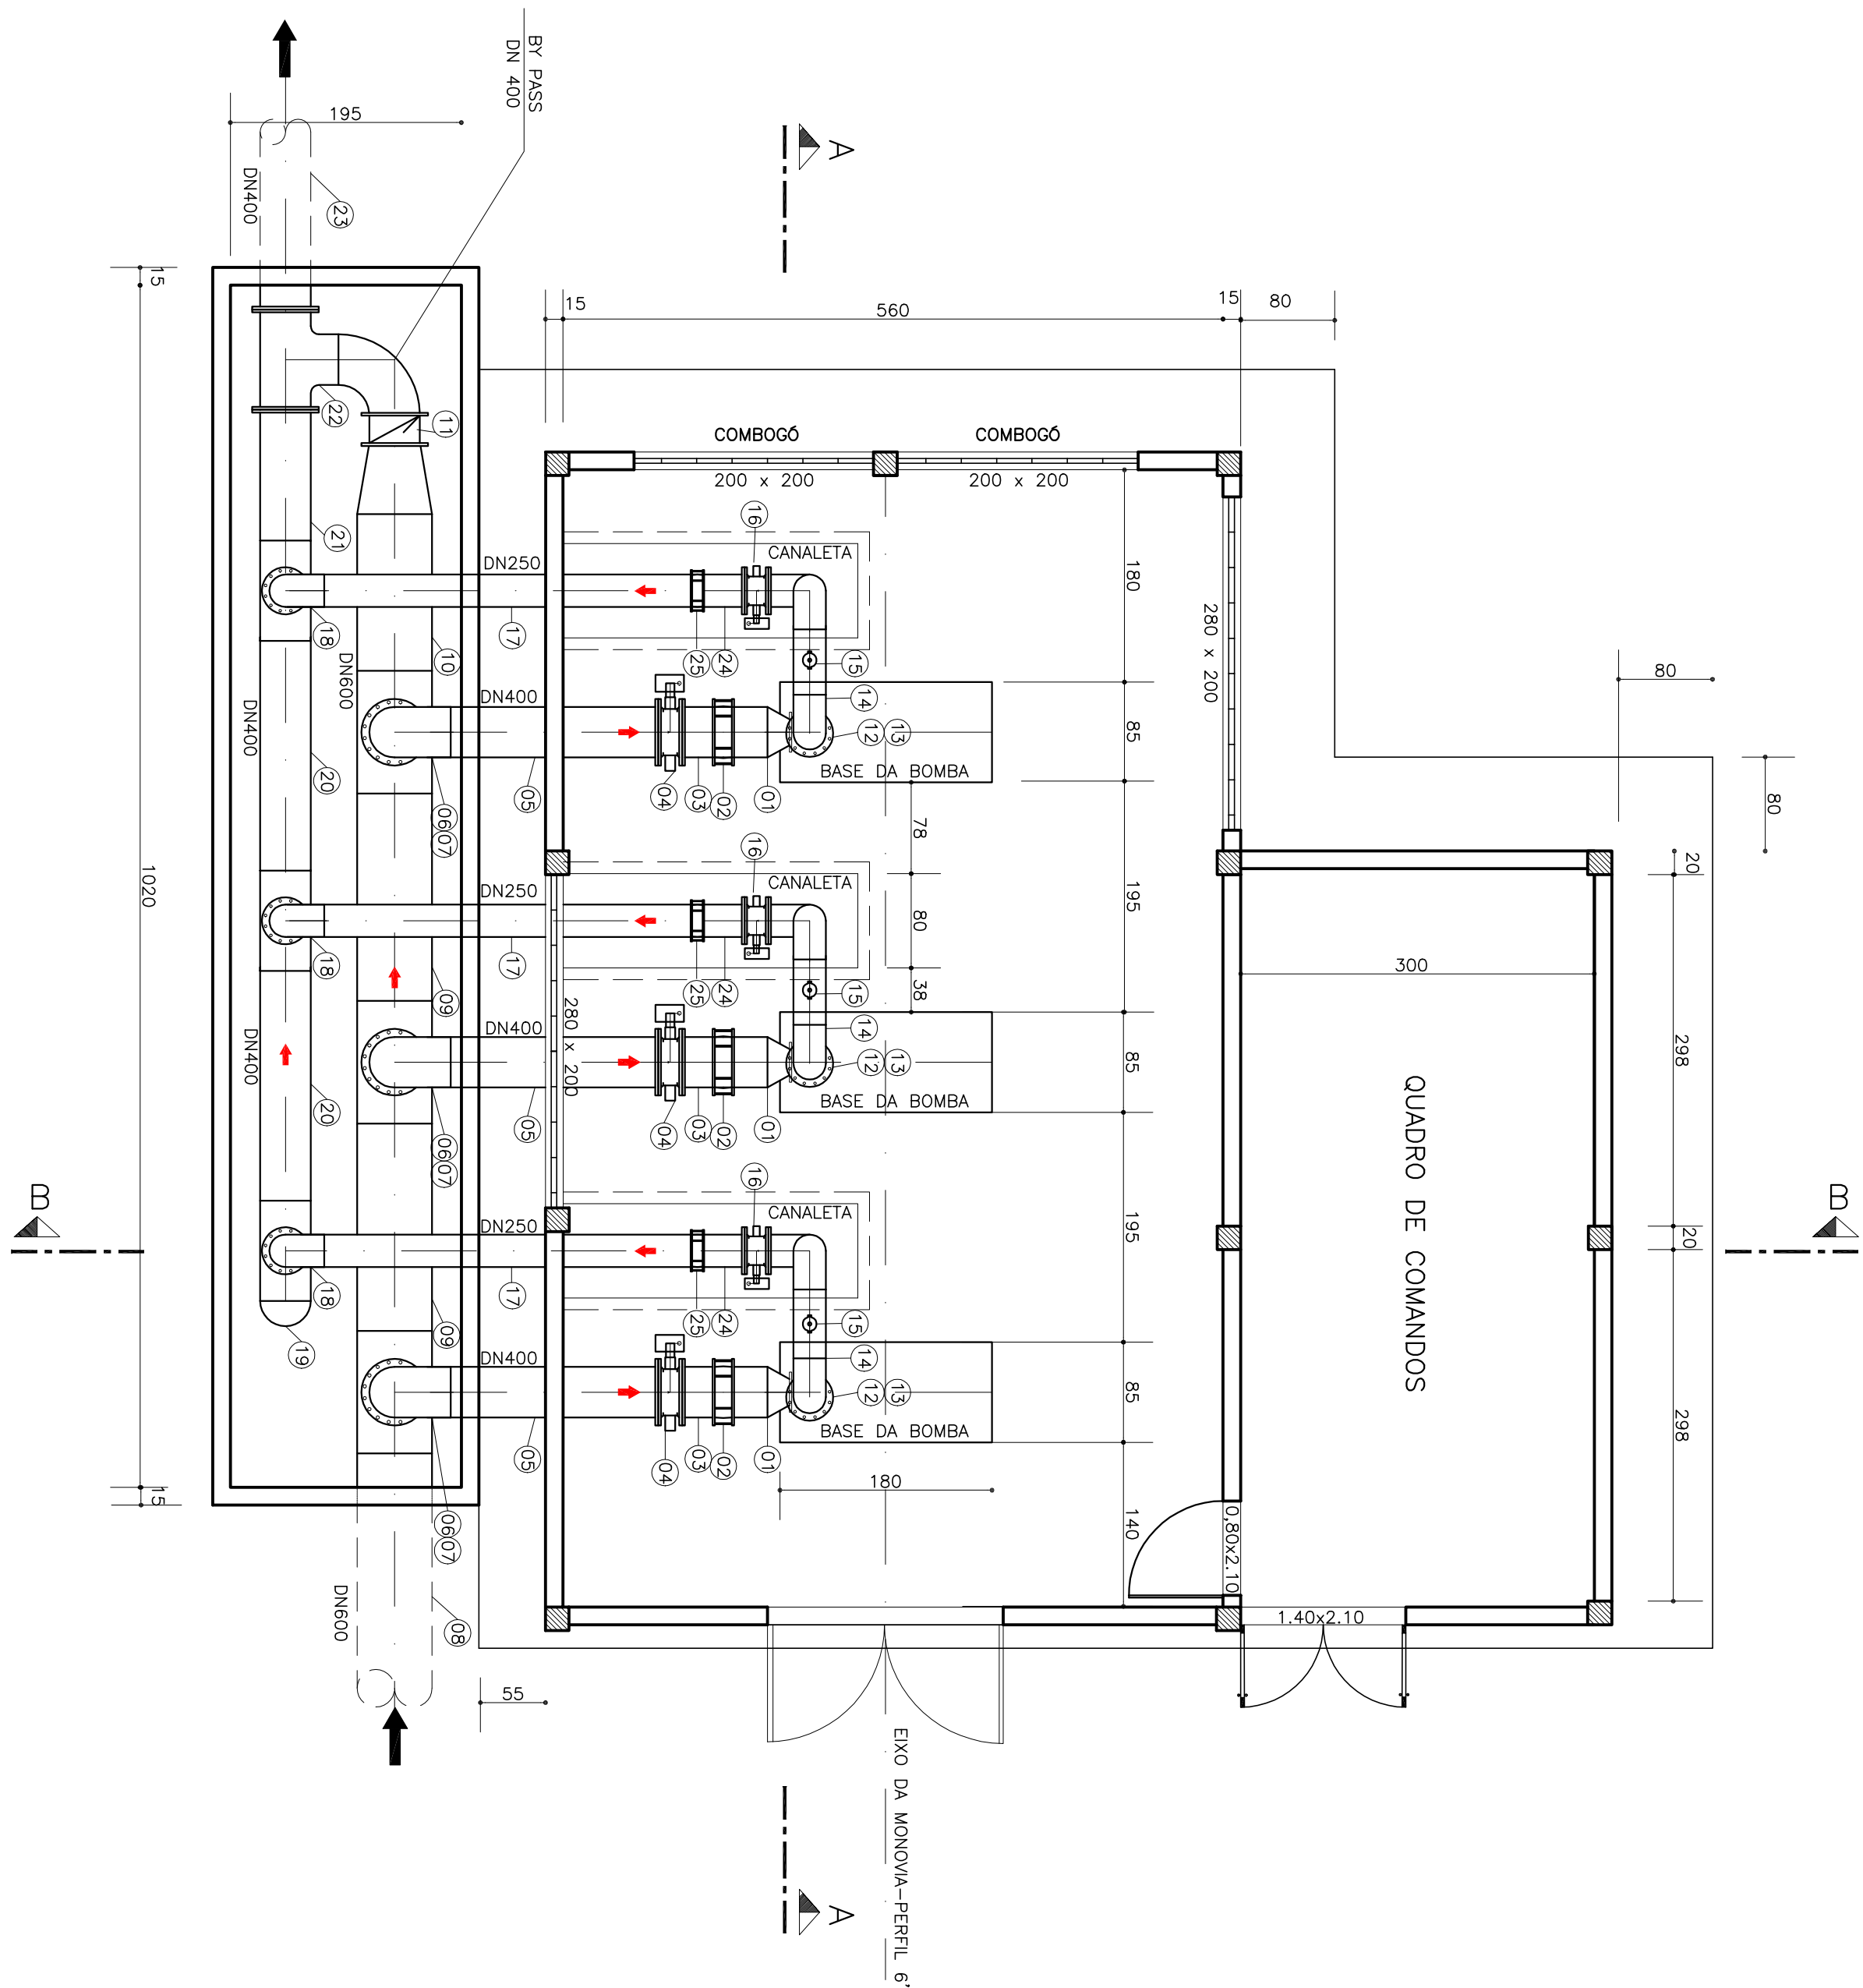 BY PASS
DN 400
195
A
23
DN400
15
15
560
15
80
22
11
COMBOGÓ
COMBOGÓ
200 x 200
200 x 200
16
CANALETA
21
DN250
180
280 x 200
18
17
10
25
24
15
DN600
80
DN400
14
12
13
85
DN400
20
BASE DA BOMBA
05
04
03
02
01
0607
80
78
16
1020
CANALETA
20
DN250
195
80
18
17
09
25
24
15
38
300
280 x 200
DN400
14
12
13
85
298
DN400
20
BASE DA BOMBA
05
04
03
02
01
0607
QUADRO DE COMANDOS
16
B
B
CANALETA
DN250
195
20
18
17
09
25
24
15
19
DN400
14
12
13
85
BASE DA BOMBA
298
05
04
03
02
01
180
15
0607
140
0,80x2.10
DN600
08
1.40x2.10
55
EIXO DA MONOVIA-PERFIL 6"
A